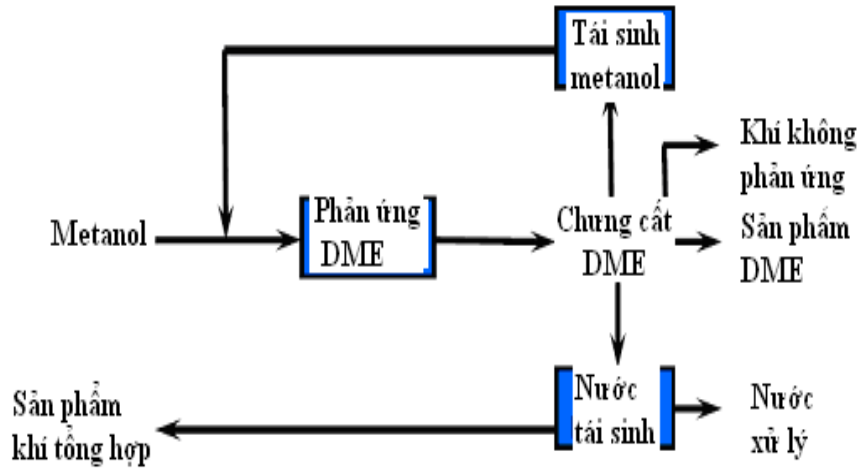 Tái sinh
metanol
Khí không
phản ứng
Metanol
Phản ứng
DME
Chưng cất
DME
Sản phẩm
DME
Sản phẩm
khí tổng hợp
Nước
tái sinh
Nước
xử lý